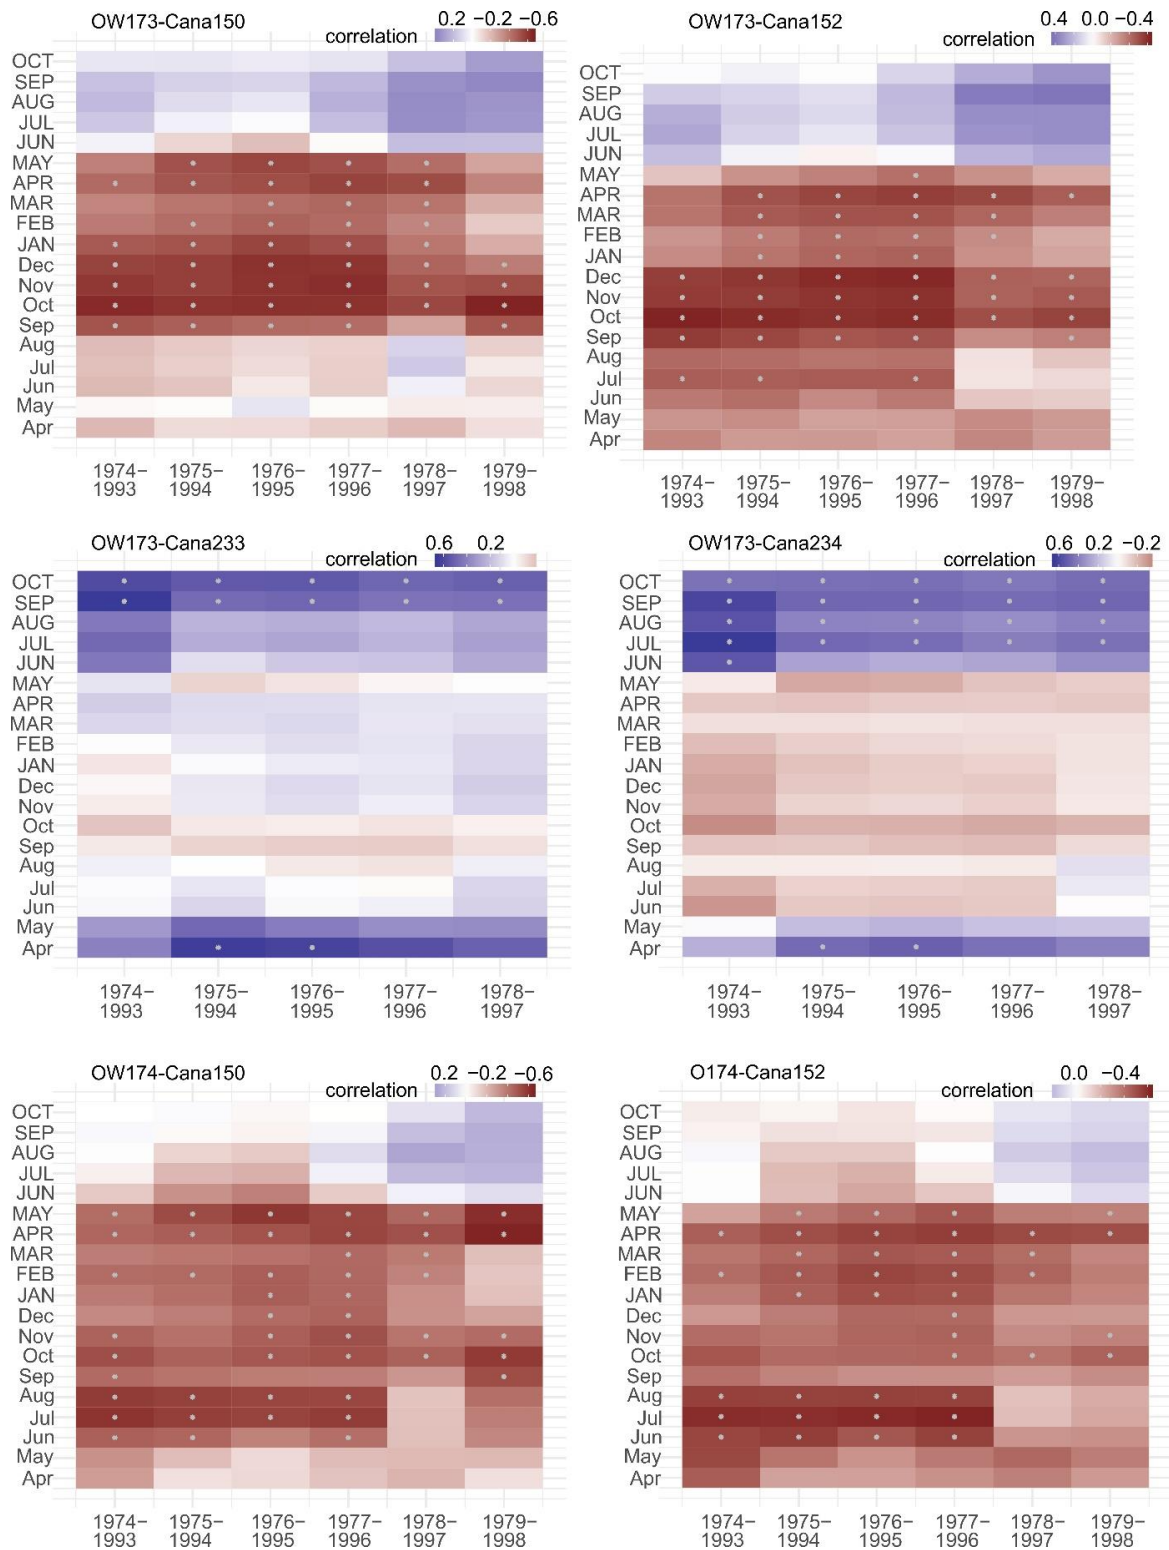 OW173-Cana150
correlation
0.2 −0.2 −0.6
OCT
SEP
AUG
JUL
JUN
MAY
APR
MAR
FEB
JAN
Dec
Nov
Oct
Sep
Aug
Jul
Jun
May
Apr
1974− 1975− 1976− 1977− 1978− 1979−
1993 1994 1995 1996 1997 1998
OW173-Cana152
correlation
0.4 0.0 −0.4
OCT
SEP
AUG
JUL
JUN
MAY
APR
MAR
FEB
JAN
Dec
Nov
Oct
Sep
Aug
Jul
Jun
May
Apr
1974− 1975− 1976− 1977− 1978− 1979−
1993 1994 1995 1996 1997 1998
OW173-Cana233
correlation
0.6 0.2
OCT
SEP
AUG
JUL
JUN
MAY
APR
MAR
FEB
JAN
Dec
Nov
Oct
Sep
Aug
Jul
Jun
May
Apr
1974− 1975− 1976− 1977− 1978−
1993 1994 1995 1996 1997
OW173-Cana234
correlation
0.6 0.2 −0.2
OCT
SEP
AUG
JUL
JUN
MAY
APR
MAR
FEB
JAN
Dec
Nov
Oct
Sep
Aug
Jul
Jun
May
Apr
1974− 1975− 1976− 1977− 1978−
1993 1994 1995 1996 1997
OW174-Cana150
correlation
0.2 −0.2 −0.6
OCT
SEP
AUG
JUL
JUN
MAY
APR
MAR
FEB
JAN
Dec
Nov
Oct
Sep
Aug
Jul
Jun
May
Apr
1974− 1975− 1976− 1977− 1978− 1979−
1993 1994 1995 1996 1997 1998
O174-Cana152
correlation
0.0 −0.4
OCT
SEP
AUG
JUL
JUN
MAY
APR
MAR
FEB
JAN
Dec
Nov
Oct
Sep
Aug
Jul
Jun
May
Apr
1974− 1975− 1976− 1977− 1978− 1979−
1993 1994 1995 1996 1997 1998